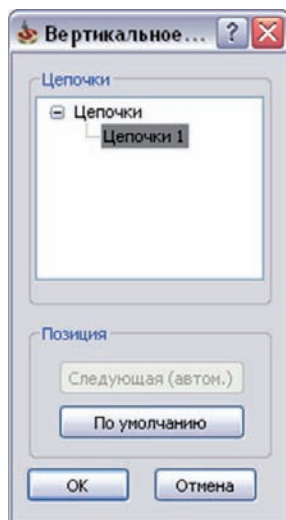 Вертикальное...
Цепочки
Цепочки
Цепочки 1
Позиция
Следующая (автом.)
По умолчанию
OK
Отмена